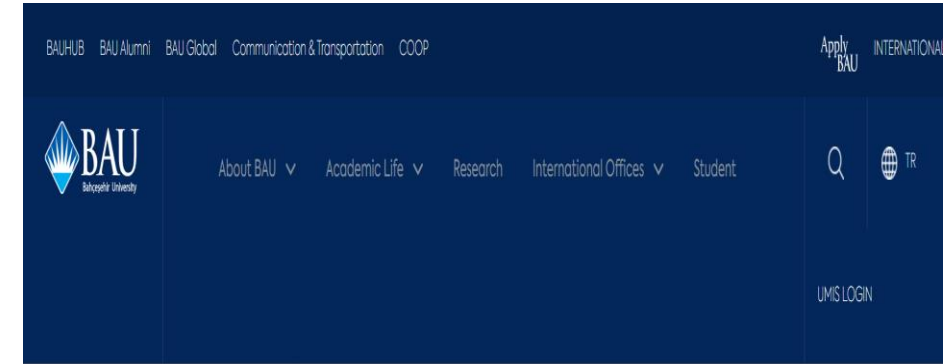 BAUHUB BAU Alumni BAU Global Communication & Transportation COOP
Apply
BAU
INTERNATIONAL
BAU
Bahçeşehir University
About BAU Academic Life Research International Offices Student
TR
UMIS LOGIN